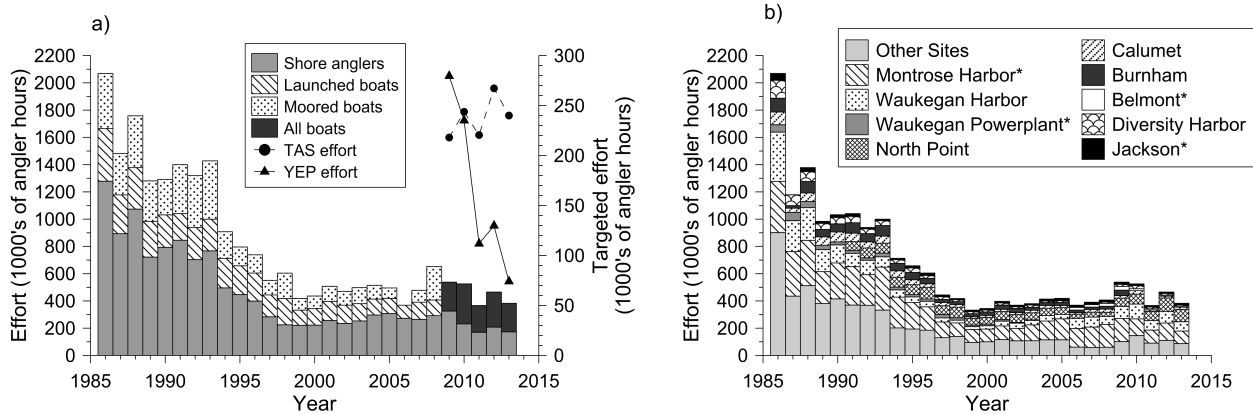 a)
2200
2000
1800
1600
1400
1200
1000
800
600
400
200
0
Effort (1000's of angler hours)
Shore anglers
Launched boats
Moored boats
All boats
TAS effort
YEP effort
300
250
200
150
100
50
0
Targeted effort
(1000's of angler hours)
1985 1990 1995 2000 2005 2010 2015
Year
b)
2200
2000
1800
1600
1400
1200
1000
800
600
400
200
0
Effort (1000's of angler hours)
Other Sites
Montrose Harbor*
Waukegan Harbor
Waukegan Powerplant*
North Point
Calumet
Burnham
Belmont*
Diversity Harbor
Jackson*
1985 1990 1995 2000 2005 2010 2015
Year